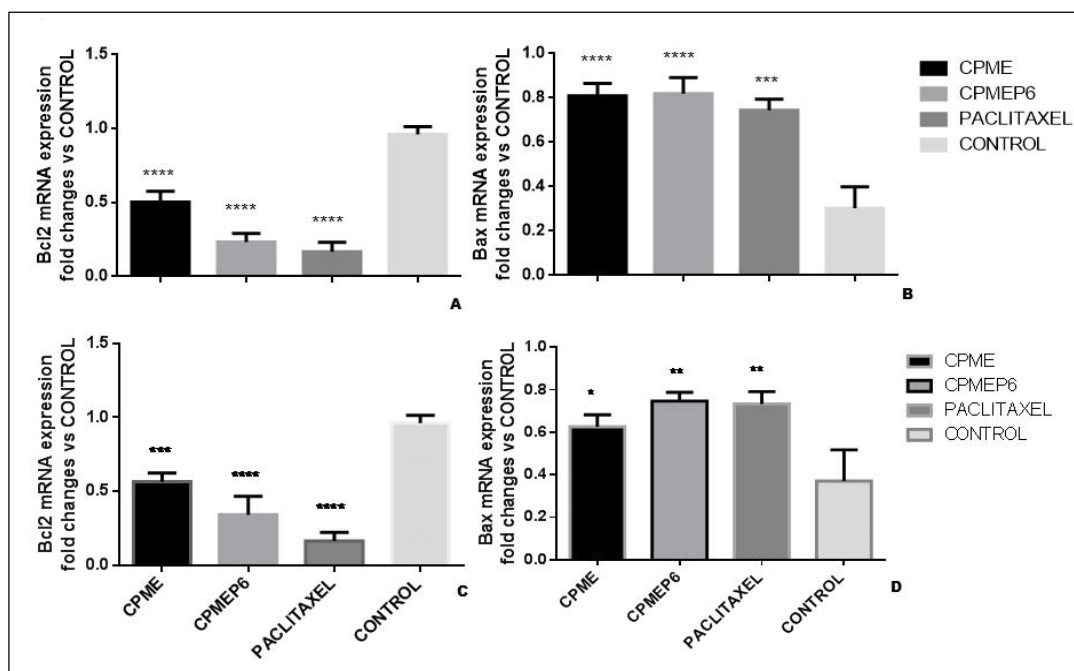 Bcl2 mRNA expression
fold changes vs CONTROL
1.5
1.0
0.5
0.0
****
****
****
A
Bax mRNA expression
fold changes vs CONTROL
1.0
0.8
0.6
0.4
0.2
0.0
****
****
***
B
CPME
CPMEP6
PACLITAXEL
CONTROL
Bcl2 mRNA expression
fold changes vs CONTROL
1.5
1.0
0.5
0.0
***
****
****
CPME
CPMEP6
PACLITAXEL
CONTROL
C
Bax mRNA expression
fold changes vs CONTROL
1.0
0.8
0.6
0.4
0.2
0.0
*
**
**
CPME
CPMEP6
PACLITAXEL
CONTROL
D
CPME
CPMEP6
PACLITAXEL
CONTROL